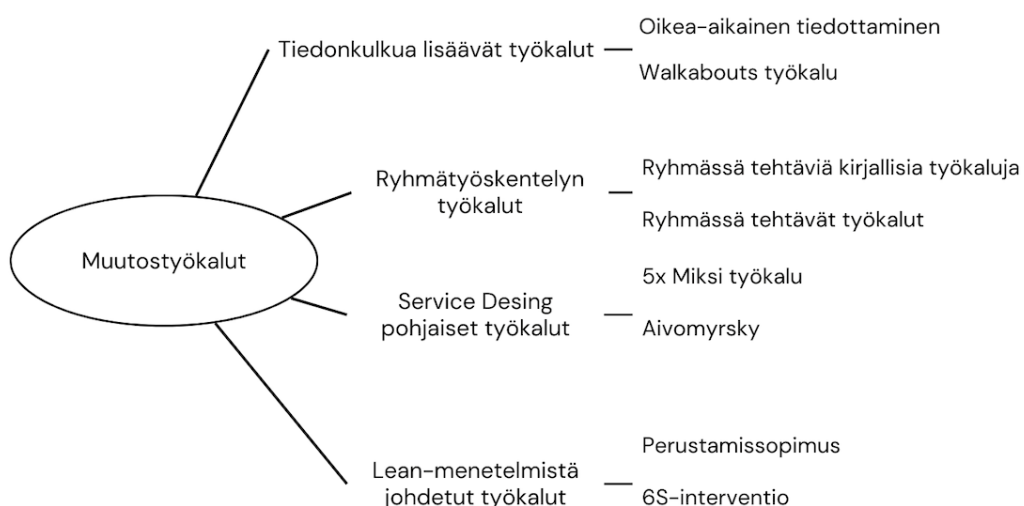 Tiedonkulkua lisäävät työkalut
Oikea-aikainen tiedottaminen
Walkabouts työkalu
Ryhmätyöskentelyn
työkalut
Ryhmässä tehtäviä kirjallisia työkaluja
Ryhmässä tehtävät työkalut
Muutostyökalut
Service Desing
pohjaiset työkalut
5x Miksi työkalu
Aivomyrsky
Lean-menetelmistä
johdetut työkalut
Perustamissopimus
6S-interventio